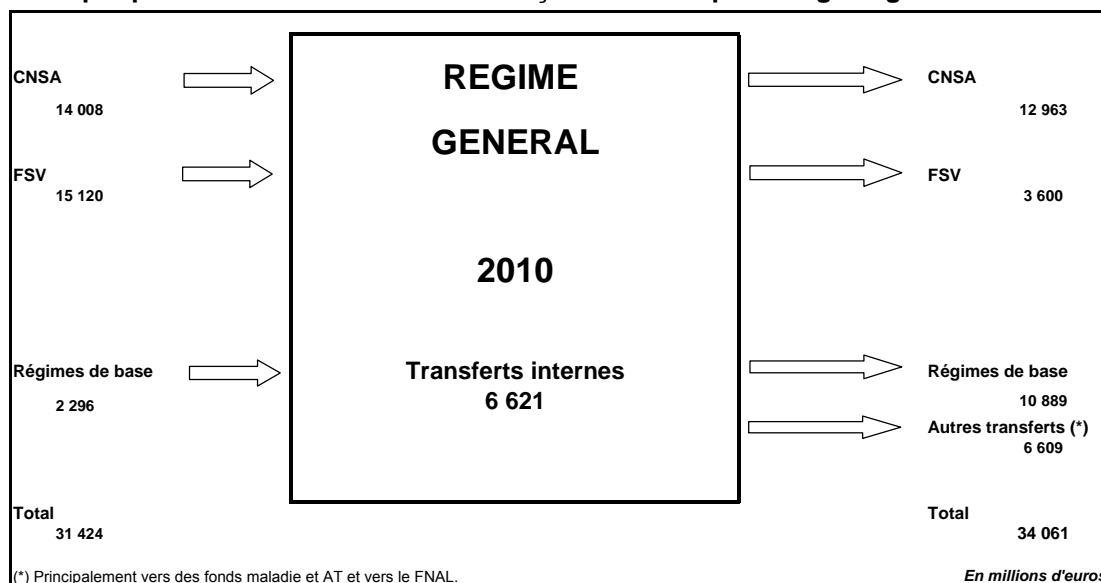 CNSA
14 008
FSV
15 120
Régimes de base
2 296
Total
31 424
REGIME
GENERAL
2010
Transferts internes
6 621
CNSA
12 963
FSV
3 600
Régimes de base
10 889
Autres transferts (*)
6 609
Total
34 061
(*) Principalement vers des fonds maladie et AT et vers le FNAL.
En millions d'euros